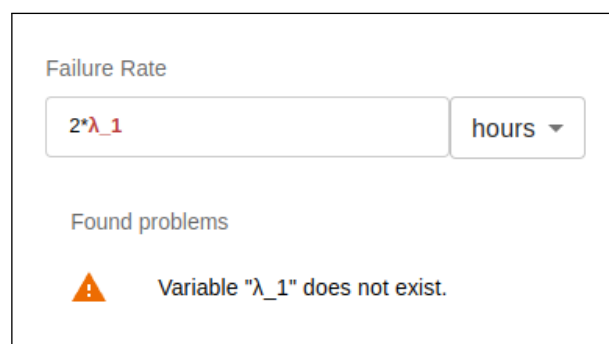 Failure Rate
2*λ_1
hours
Found problems
Variable "λ_1" does not exist.